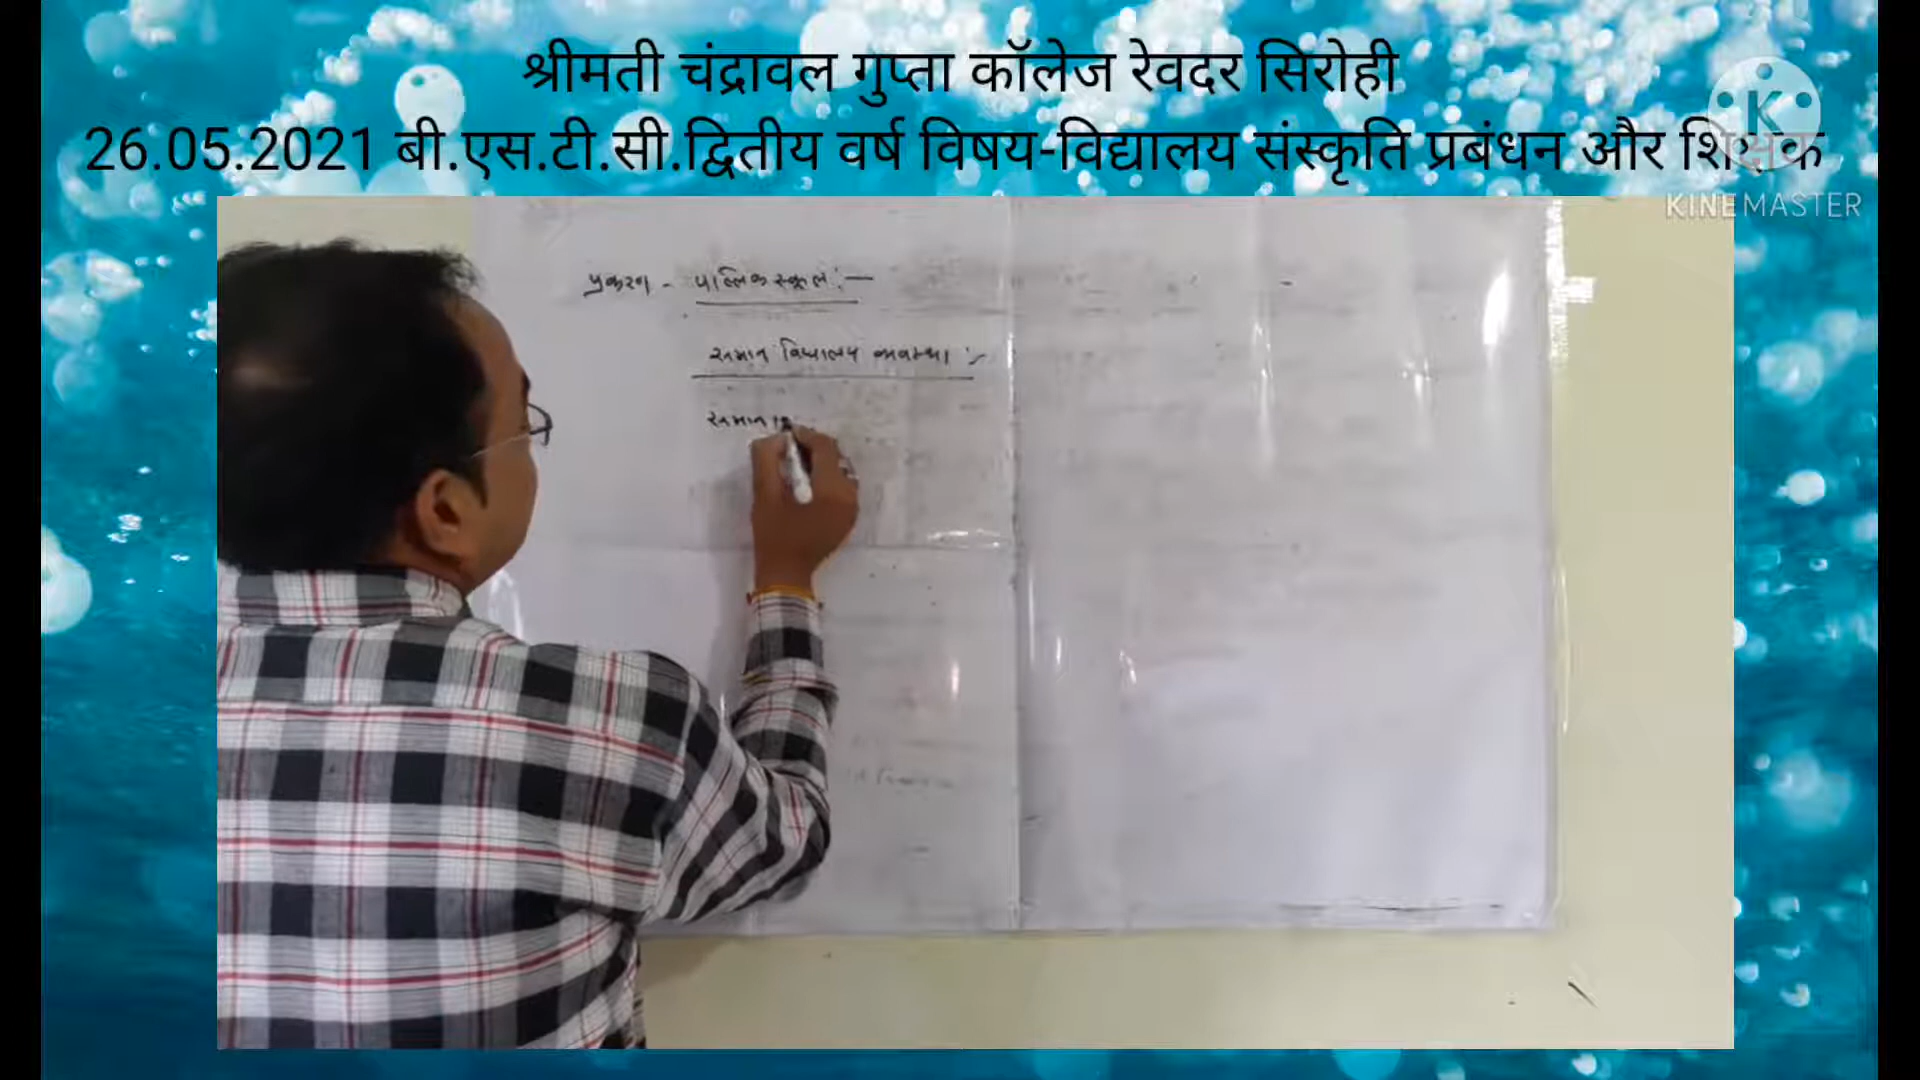 श्रीमती चंद्रावल गुप्ता कॉलेज रेवदर सिरोही
26.05.2021 बी.एस.टी.सी.द्वितीय वर्ष विषय-विद्यालय संस्कृति प्रबंधन और शिक्षक
K
KINEMASTER
प्रकरण - पब्लिक स्कूल :-
समान विद्यालय व्यवस्था :-
समान